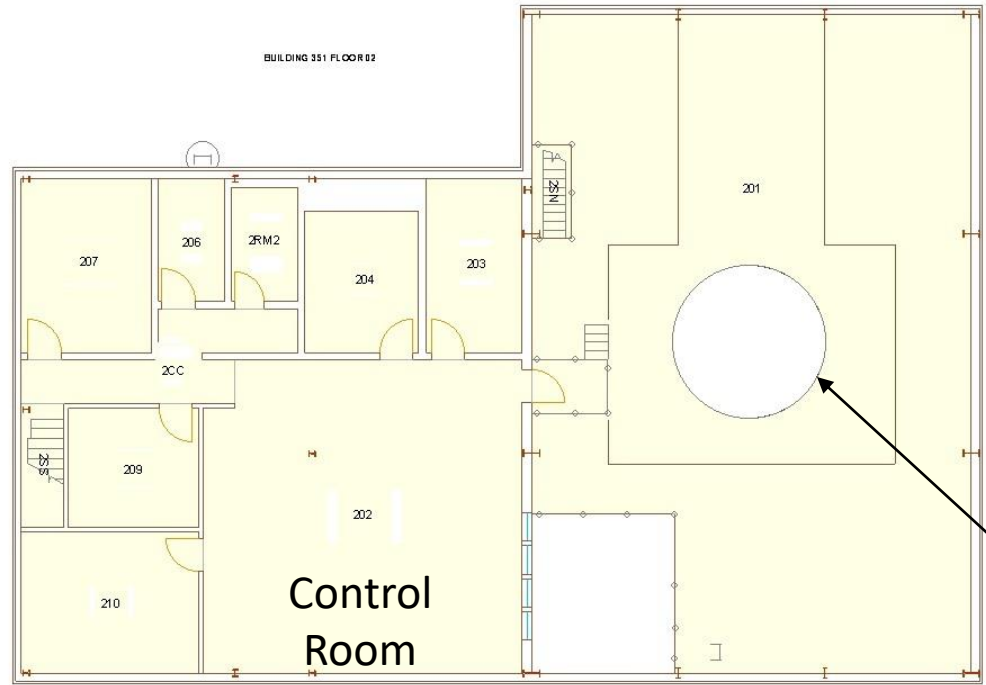 BUILDING 351 FLOOR 02
201
2SN
207
206
2RM2
204
203
2CC
2SS
209
202
210
Control
Room